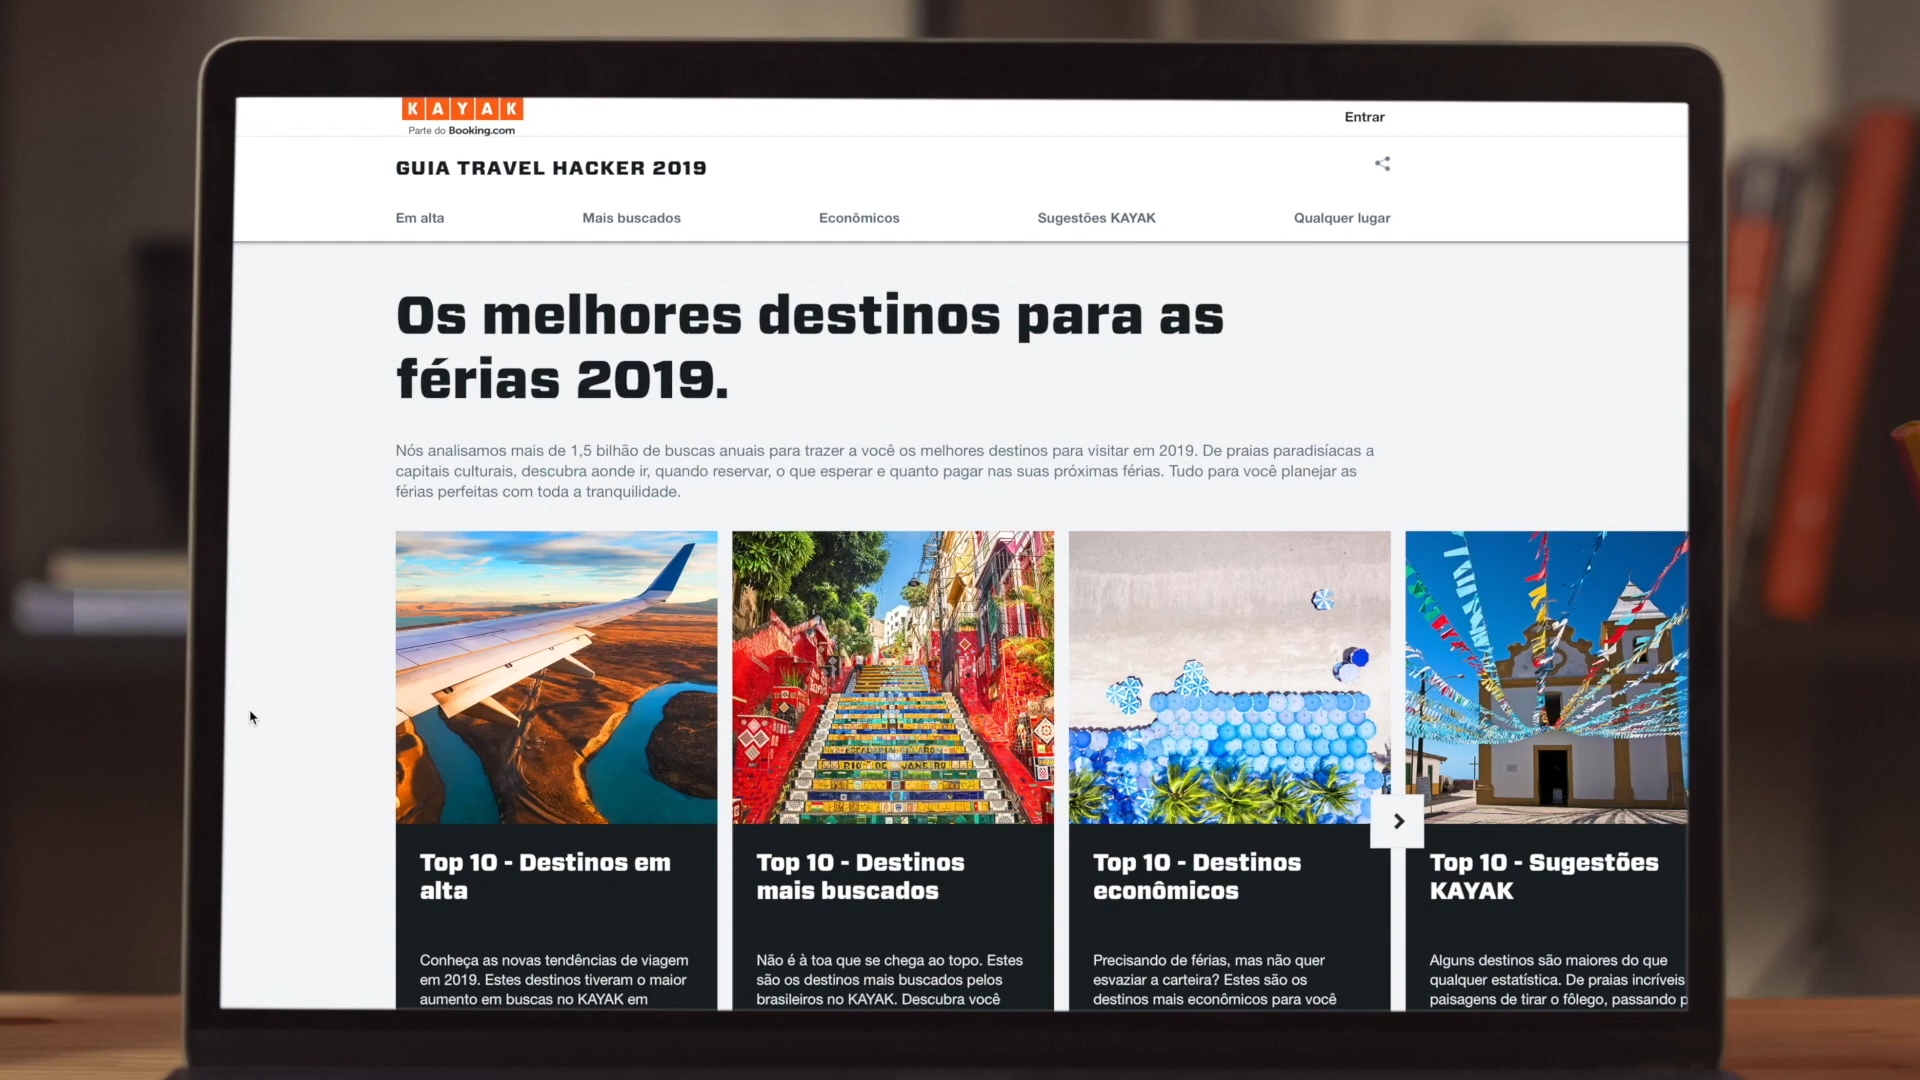 KAYAK
Entrar
Parte do Booking.com
GUIA TRAVEL HACKER 2019
Em alta
Mais buscados
Econômicos
Sugestões KAYAK
Qualquer lugar
Os melhores destinos para as
férias 2019.
Nós analisamos mais de 1,5 bilhão de buscas anuais para trazer a você os melhores destinos para visitar em 2019. De praias paradisíacas a
capitais culturais, descubra aonde ir, quando reservar, o que esperar e quanto pagar nas suas próximas férias. Tudo para você planejar as
férias perfeitas com toda a tranquilidade.
RIO DE JANEIRO
Top 10 - Destinos em
alta
Conheça as novas tendências de viagem
em 2019. Estes destinos tiveram o maior
aumento em buscas no KAYAK em
Top 10 - Destinos
mais buscados
Não é à toa que se chega ao topo. Estes
são os destinos mais buscados pelos
brasileiros no KAYAK. Descubra você
Top 10 - Destinos
econômicos
Precisando de férias, mas não quer
esvaziar a carteira? Estes são os
destinos mais econômicos para você
Top 10 - Sugestões
KAYAK
Alguns destinos são maiores do que
qualquer estatística. De praias incríveis
paisagens de tirar o fôlego, passando p